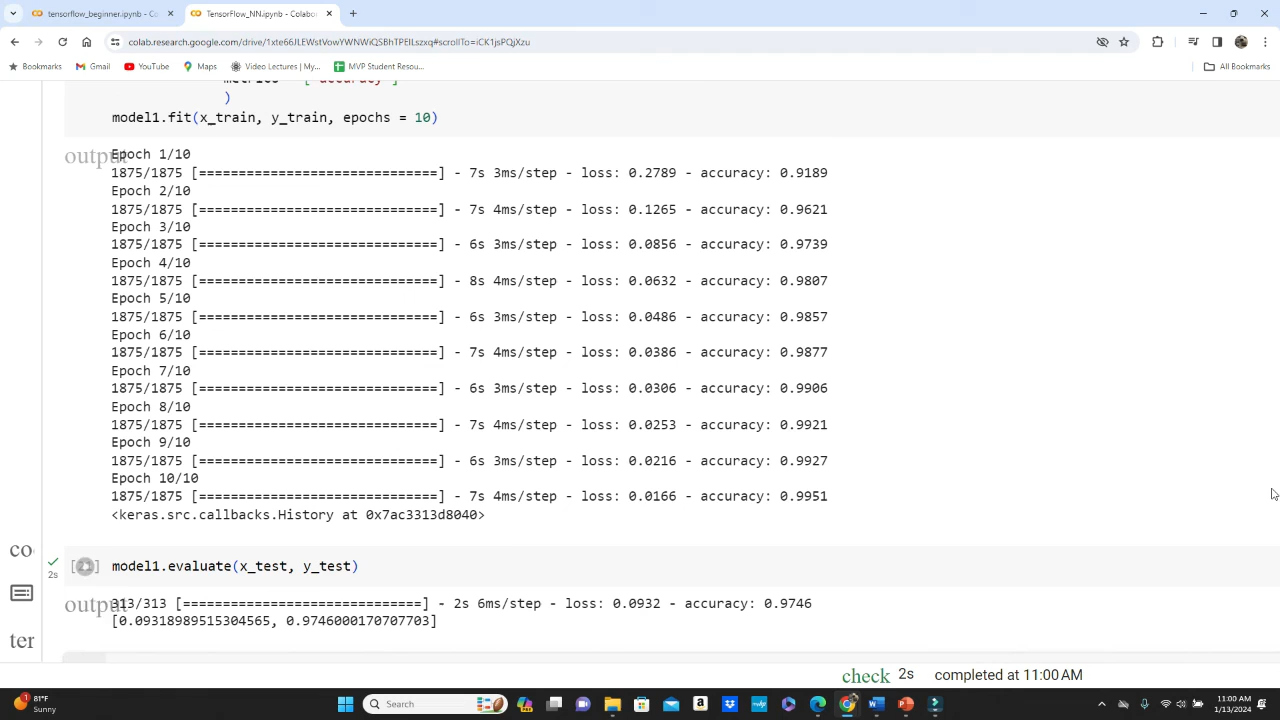 tensorflow_beginner.ipynb - Co
TensorFlow_NN.ipynb - Colabo
colab.research.google.com/drive/1xte66JLEWstVowYWNWiQSBhTPEILszxq#scrollTo=iCK1jsPQjXzu
Bookmarks
Gmail
YouTube
Maps
Video Lectures (My...
MVP Student Resou...
All Bookmarks
)
model1.fit(x_train, y_train, epochs = 10)
output
Epoch 1/10
1875/1875 [==============================] - 7s 3ms/step - loss: 0.2789 - accuracy: 0.9189
Epoch 2/10
1875/1875 [==============================] - 7s 4ms/step - loss: 0.1265 - accuracy: 0.9621
Epoch 3/10
1875/1875 [==============================] - 6s 3ms/step - loss: 0.0856 - accuracy: 0.9739
Epoch 4/10
1875/1875 [==============================] - 8s 4ms/step - loss: 0.0632 - accuracy: 0.9807
Epoch 5/10
1875/1875 [==============================] - 6s 3ms/step - loss: 0.0486 - accuracy: 0.9857
Epoch 6/10
1875/1875 [==============================] - 7s 4ms/step - loss: 0.0386 - accuracy: 0.9877
Epoch 7/10
1875/1875 [==============================] - 6s 3ms/step - loss: 0.0306 - accuracy: 0.9906
Epoch 8/10
1875/1875 [==============================] - 7s 4ms/step - loss: 0.0253 - accuracy: 0.9921
Epoch 9/10
1875/1875 [==============================] - 6s 3ms/step - loss: 0.0216 - accuracy: 0.9927
Epoch 10/10
1875/1875 [==============================] - 7s 4ms/step - loss: 0.0166 - accuracy: 0.9951
<keras.src.callbacks.History at 0x7ac3313d8040>
co
2s
model1.evaluate(x_test, y_test)
output
313/313 [==============================] - 2s 6ms/step - loss: 0.0932 - accuracy: 0.9746
[0.09318989515304565, 0.9746000170707703]
ter
check 2s completed at 11:00 AM
1
81°F
Sunny
Search
11:00 AM
1/13/2024